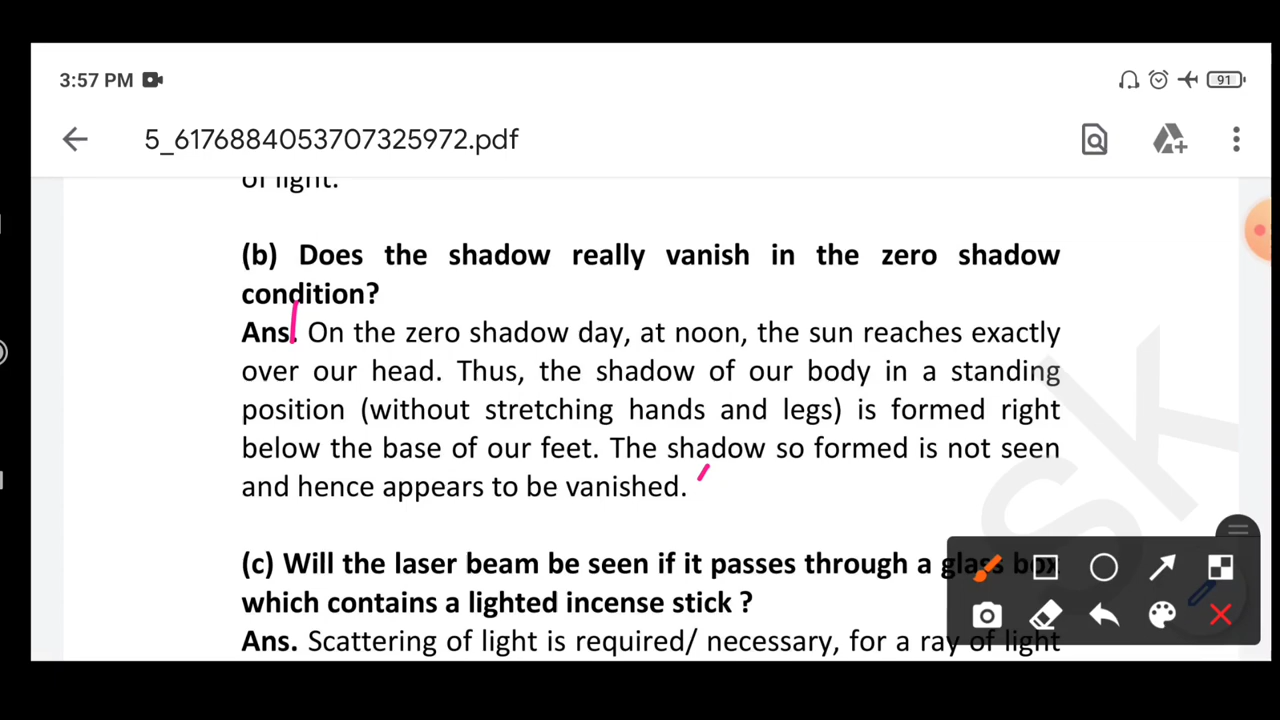 3:57 PM
91
5_6176884053707325972.pdf
of light.
(b) Does the shadow really vanish in the zero shadow
condition?
Ans. On the zero shadow day, at noon, the sun reaches exactly
over our head. Thus, the shadow of our body in a standing
position (without stretching hands and legs) is formed right
below the base of our feet. The shadow so formed is not seen
and hence appears to be vanished.
(c) Will the laser beam be seen if it passes through a glass box
which contains a lighted incense stick ?
Ans. Scattering of light is required/ necessary, for a ray of light
sk